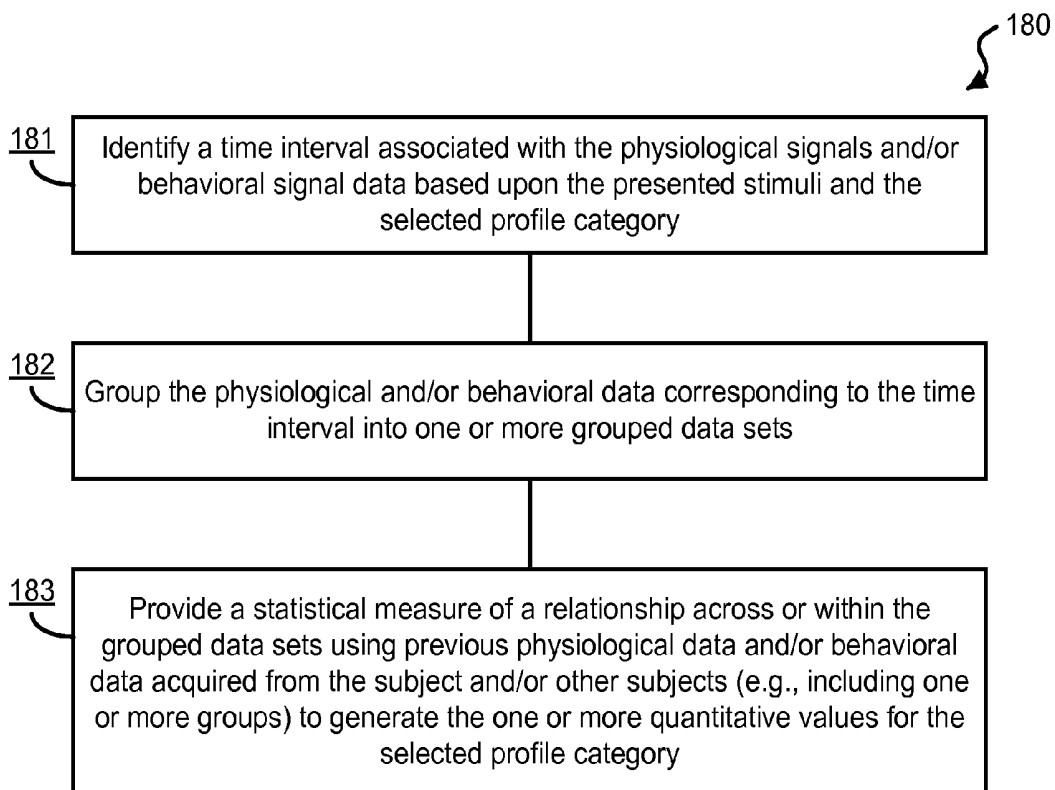 180
181
Identify a time interval associated with the physiological signals and/or
behavioral signal data based upon the presented stimuli and the
selected profile category
182
Group the physiological and/or behavioral data corresponding to the time
interval into one or more grouped data sets
183
Provide a statistical measure of a relationship across or within the
grouped data sets using previous physiological data and/or behavioral
data acquired from the subject and/or other subjects (e.g., including one
or more groups) to generate the one or more quantitative values for the
selected profile category